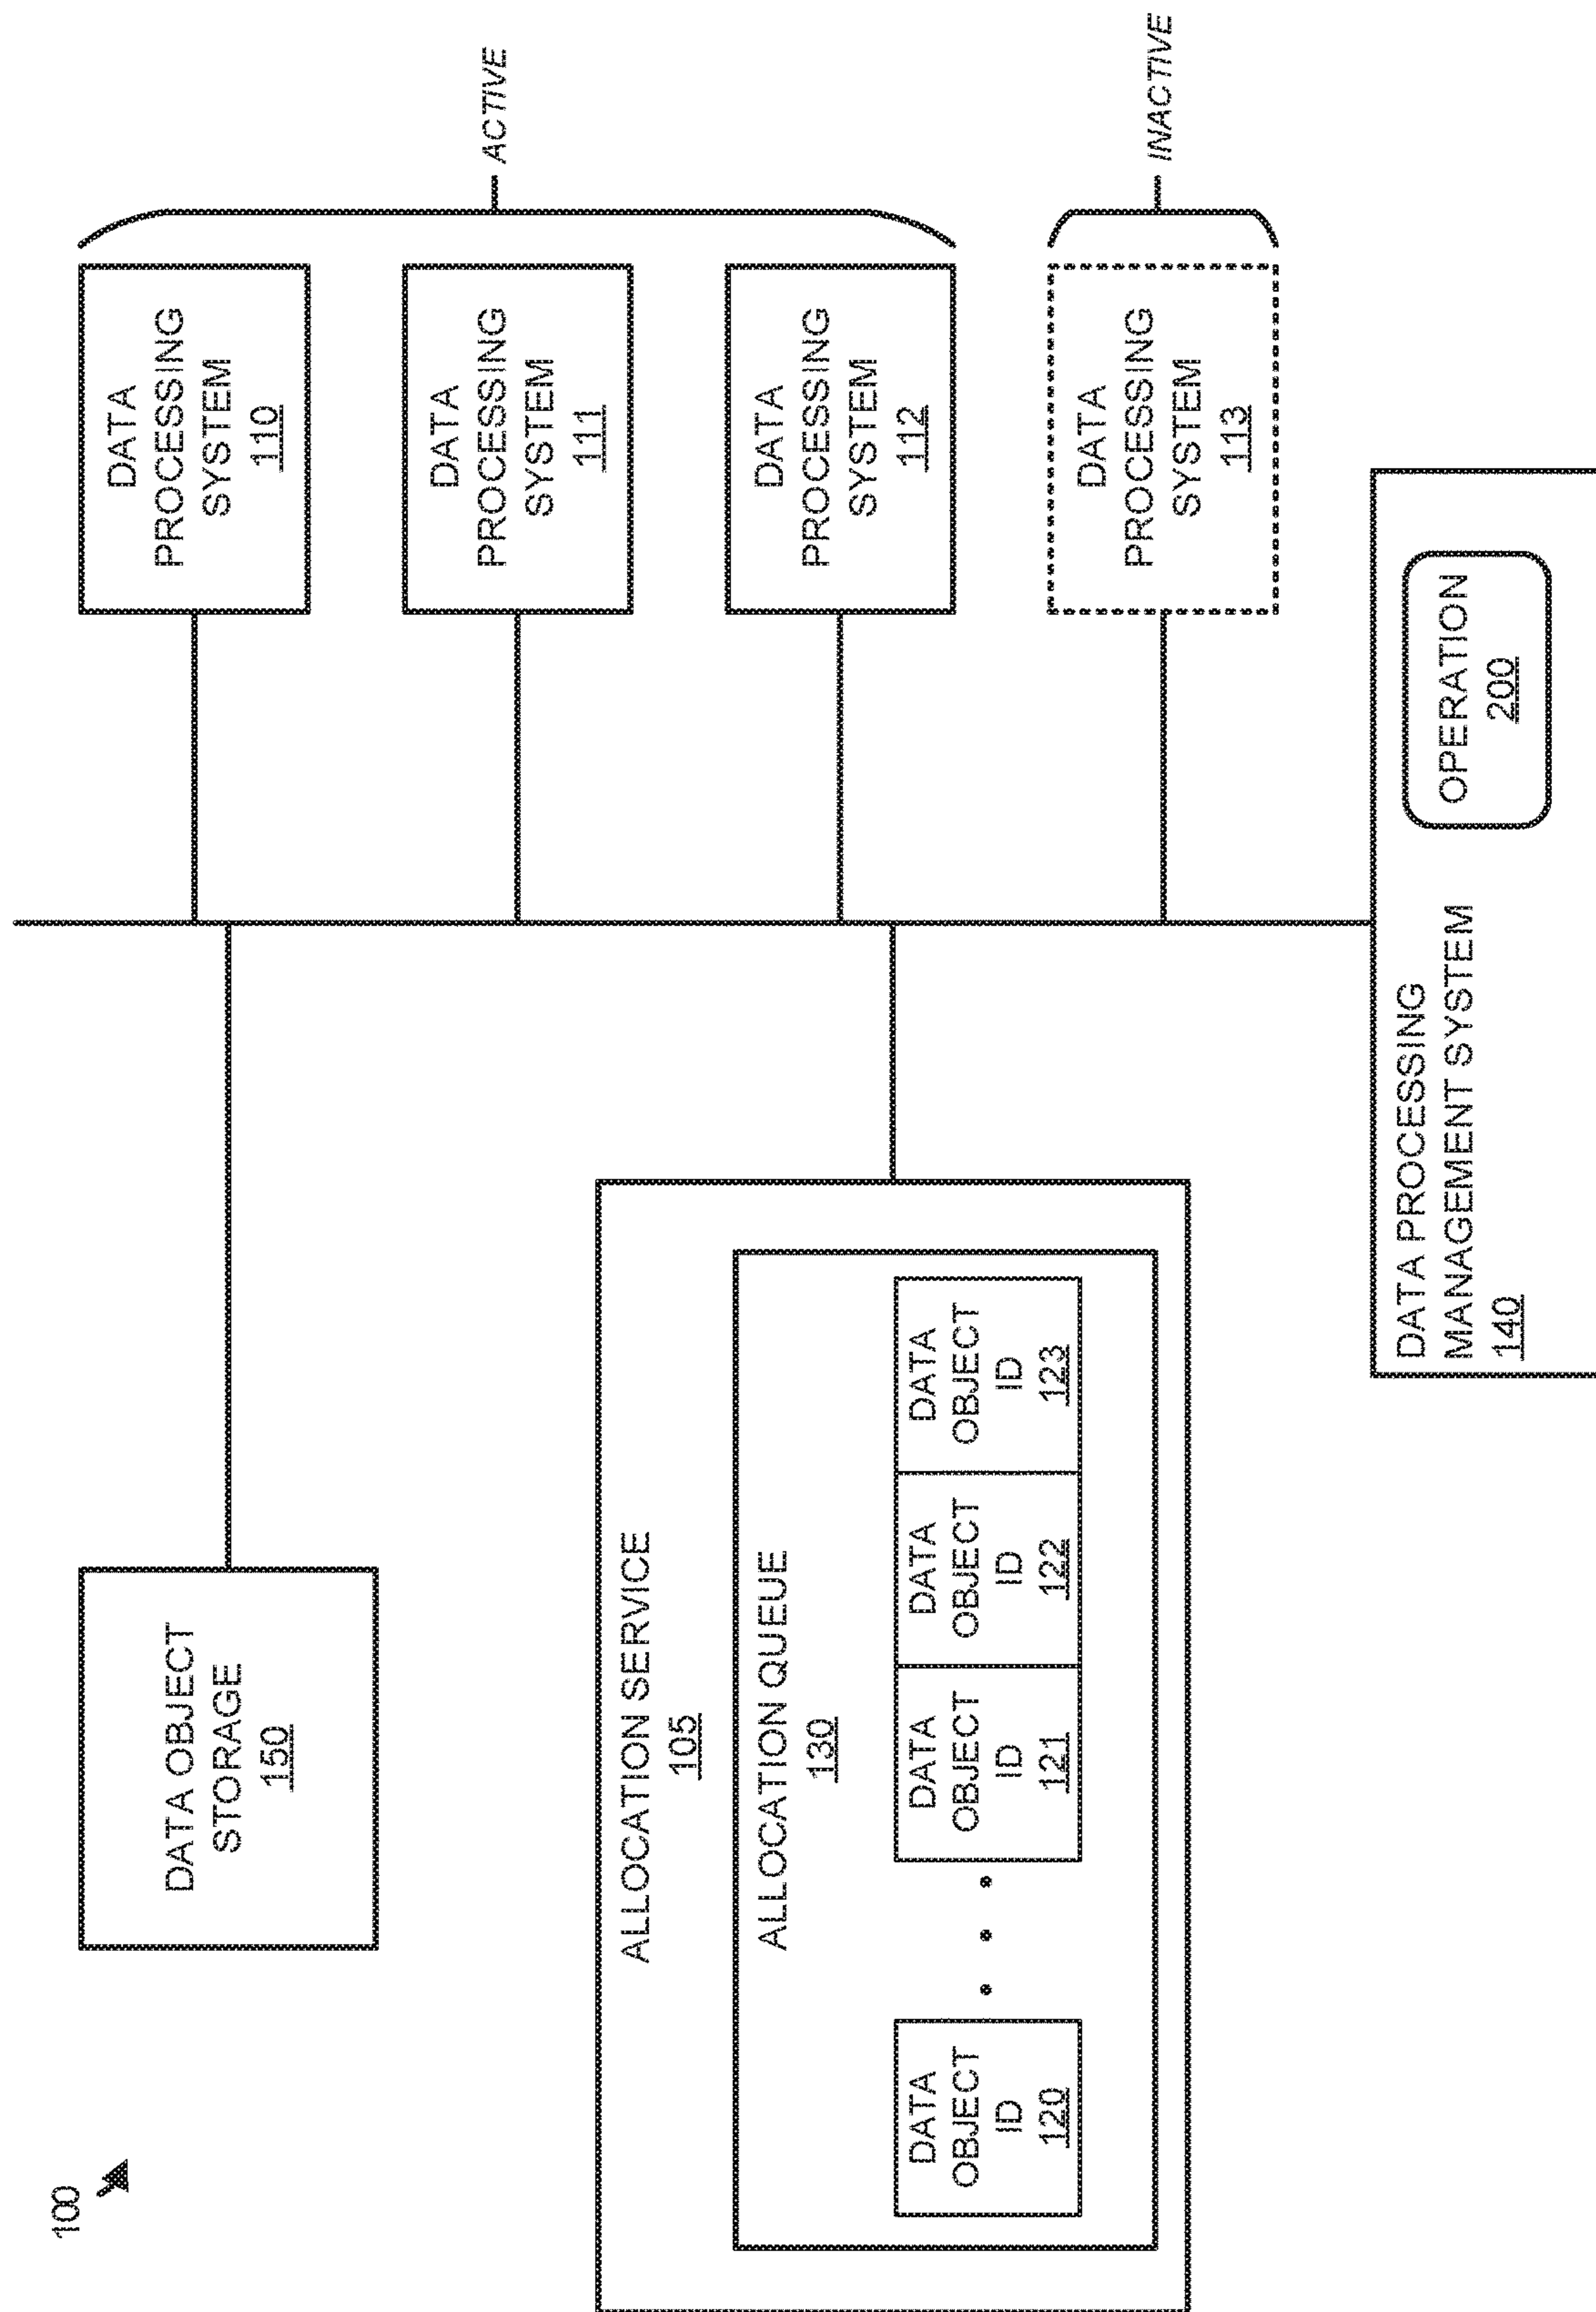 100
DATA OBJECT
STORAGE
150
ALLOCATION SERVICE
105
ALLOCATION QUEUE
130
DATA
OBJECT
ID
120
DATA
OBJECT
ID
121
DATA
OBJECT
ID
122
DATA
OBJECT
ID
123
DATA
PROCESSING
SYSTEM
110
DATA
PROCESSING
SYSTEM
111
DATA
PROCESSING
SYSTEM
112
DATA
PROCESSING
SYSTEM
113
ACTIVE
INACTIVE
DATA PROCESSING
MANAGEMENT SYSTEM
140
OPERATION
200